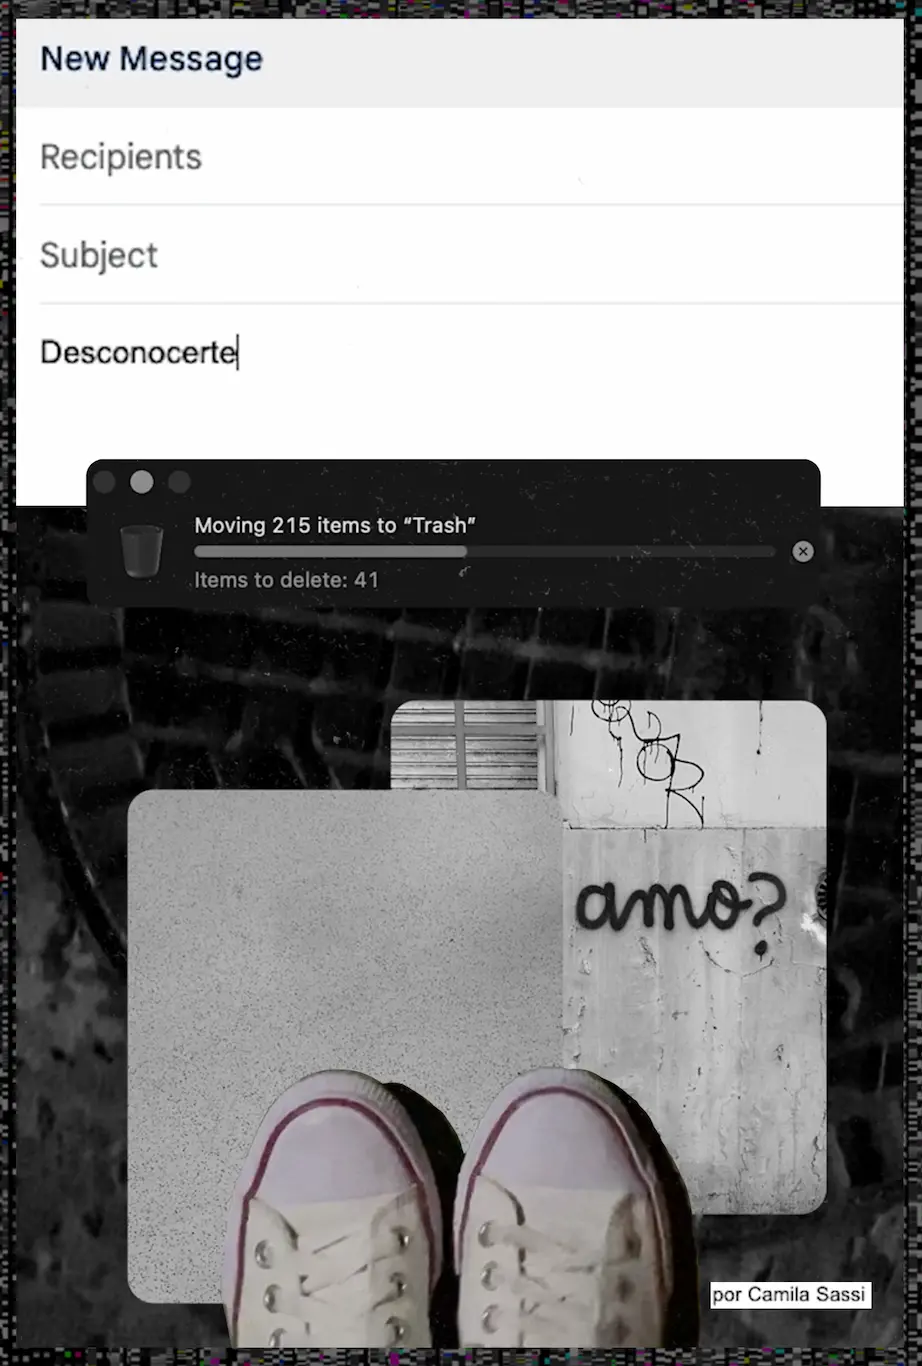 New Message
Recipients
Subject
Desconocerte
Moving 215 items to “Trash”
Items to delete: 41
amo?
por Camila Sassi